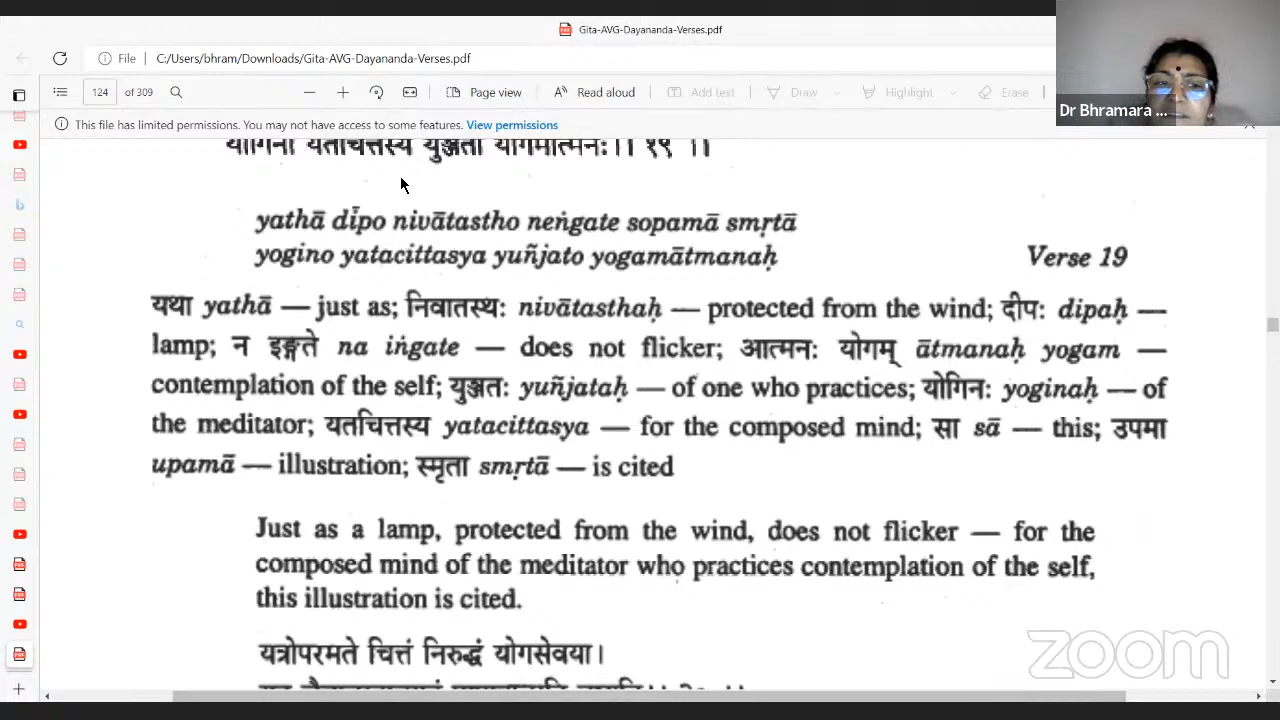 Gita-AVG-Dayananda-Verses.pdf
File | C:/Users/bhram/Downloads/Gita-AVG-Dayananda-Verses.pdf
124 of 309 Page view Read aloud Add text Draw Highlight Erase
This file has limited permissions. You may not have access to some features. View permissions
Dr Bhramara ...
योगिनो यतचित्तस्य युञ्जतो योगमात्मनः।। १९ ।।
yathā dīpo nivātastho neṅgate sopamā smṛtā
yogino yatacittasya yuñjato yogamātmanaḥ Verse 19
यथा yathā — just as; निवातस्थः nivātasthaḥ — protected from the wind; दीपः dipaḥ —
lamp; न इङ्गते na iṅgate — does not flicker; आत्मनः योगम् ātmanaḥ yogam —
contemplation of the self; युञ्जतः yuñjataḥ — of one who practices; योगिनः yoginaḥ — of
the meditator; यतचित्तस्य yatacittasya — for the composed mind; सा sā — this; उपमा
upamā — illustration; स्मृता smṛtā — is cited
Just as a lamp, protected from the wind, does not flicker — for the
composed mind of the meditator who practices contemplation of the self,
this illustration is cited.
यत्रोपरमते चित्तं निरुद्धं योगसेवया।
zoom